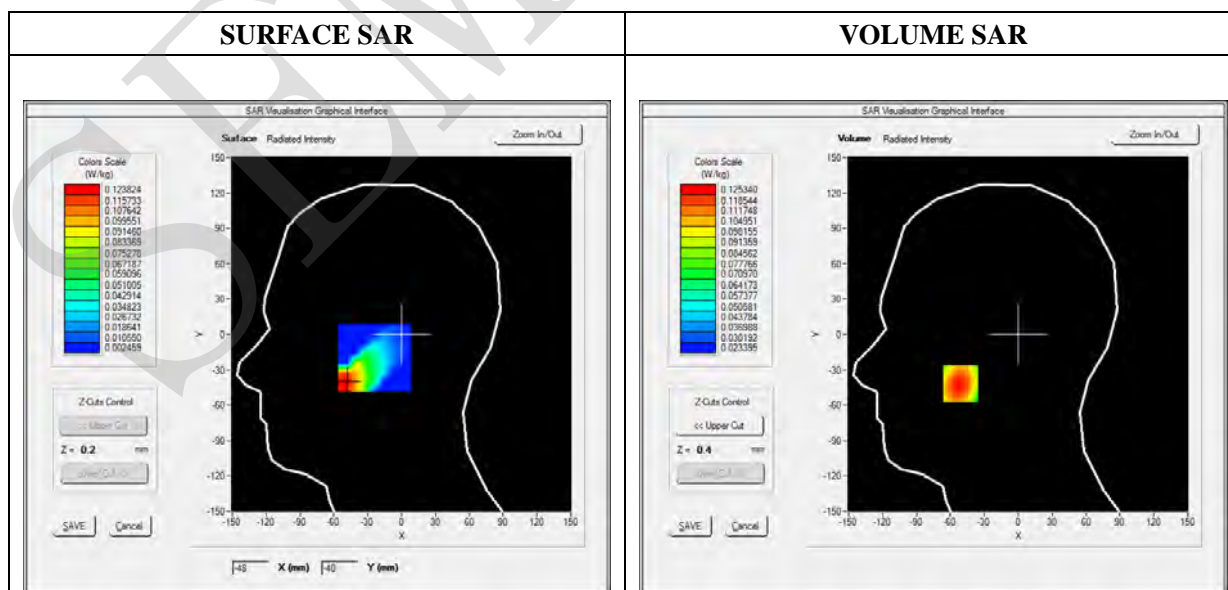 SURFACE SAR
VOLUME SAR
SAR Visualisation Graphical Interface
Surface Radiated Intensity
Zoom In/Out
Colors Scale
(W/kg)
0.123824
0.115733
0.107642
0.099551
0.091460
0.083369
0.075278
0.067187
0.059096
0.051005
0.042914
0.034823
0.026732
0.018641
0.010550
0.002459
Z-Cuts Control
<< Upper Cut
Z = 0.2 mm
SAVE
Cancel
Y
150
120
90
60
30
0
-30
-60
-90
-120
-150
-150 -120 -90 -60 -30 0 30 60 90 120 150
X
-48 X (mm) -40 Y (mm)
SAR Visualisation Graphical Interface
Volume Radiated Intensity
Zoom In/Out
Colors Scale
(W/kg)
0.125340
0.118544
0.111748
0.104951
0.098155
0.091359
0.084562
0.077766
0.070970
0.064173
0.057377
0.050581
0.043784
0.036988
0.030192
0.023395
Z-Cuts Control
<< Upper Cut
Z = 0.4 mm
SAVE
Cancel
Y
150
120
90
60
30
0
-30
-60
-90
-120
-150
-150 -120 -90 -60 -30 0 30 60 90 120 150
X